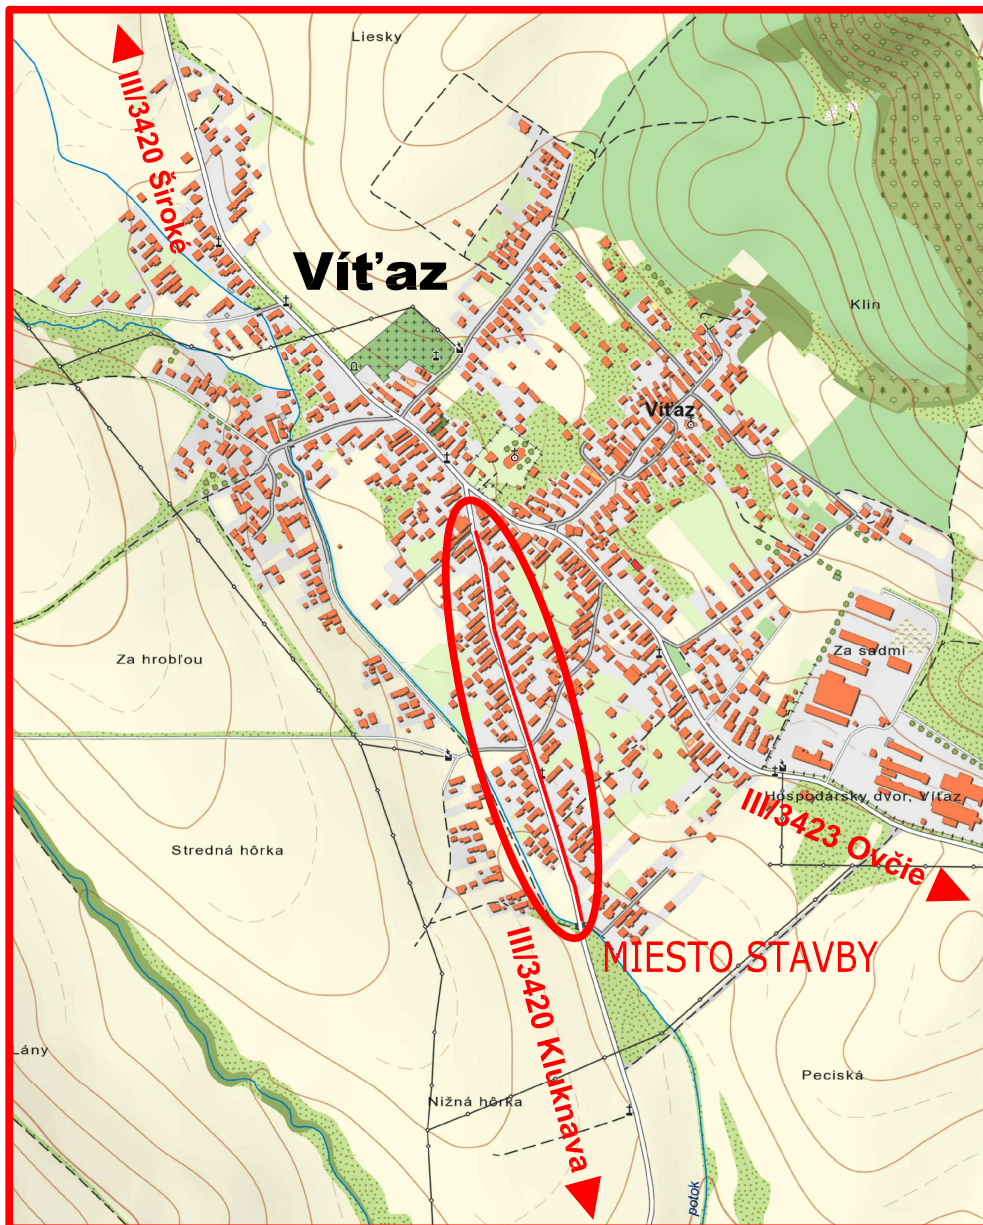 Liesky
III/3420 Široké
Víťaz
Klin
Víťaz
Za hrobľou
Za sadmi
Hospodársky dvor, Víťaz
III/3423 Ovčie
Stredná hôrka
MIESTO STAVBY
III/3420 Kluknava
Lány
Peciská
Nižná hôrka
potok